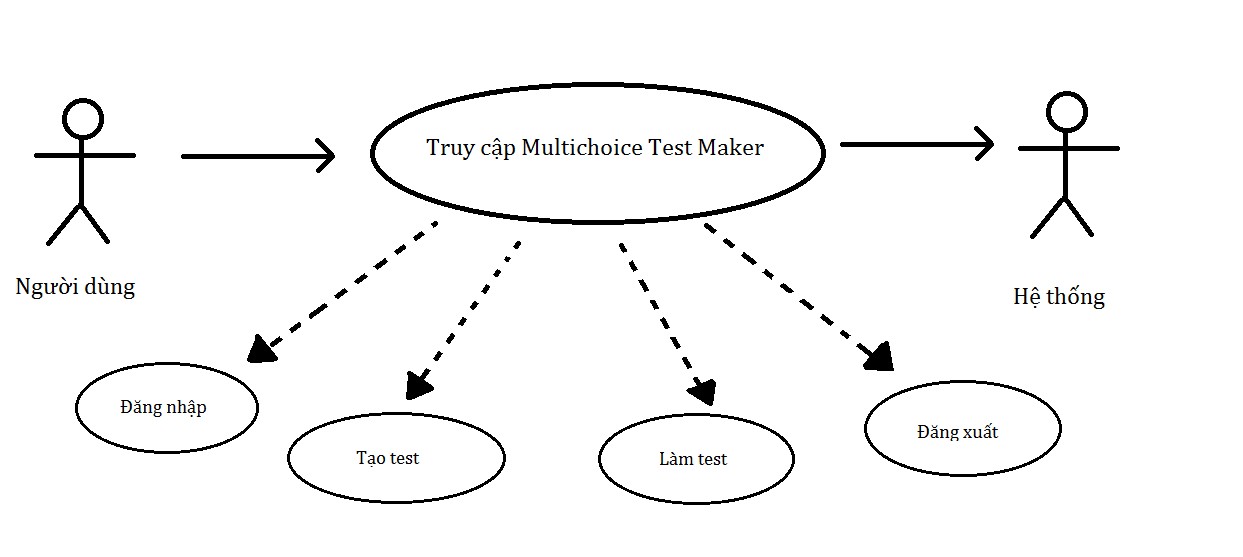 Truy cập Multichoice Test Maker
Người dùng
Hệ thống
Đăng nhập
Tạo test
Làm test
Đăng xuất